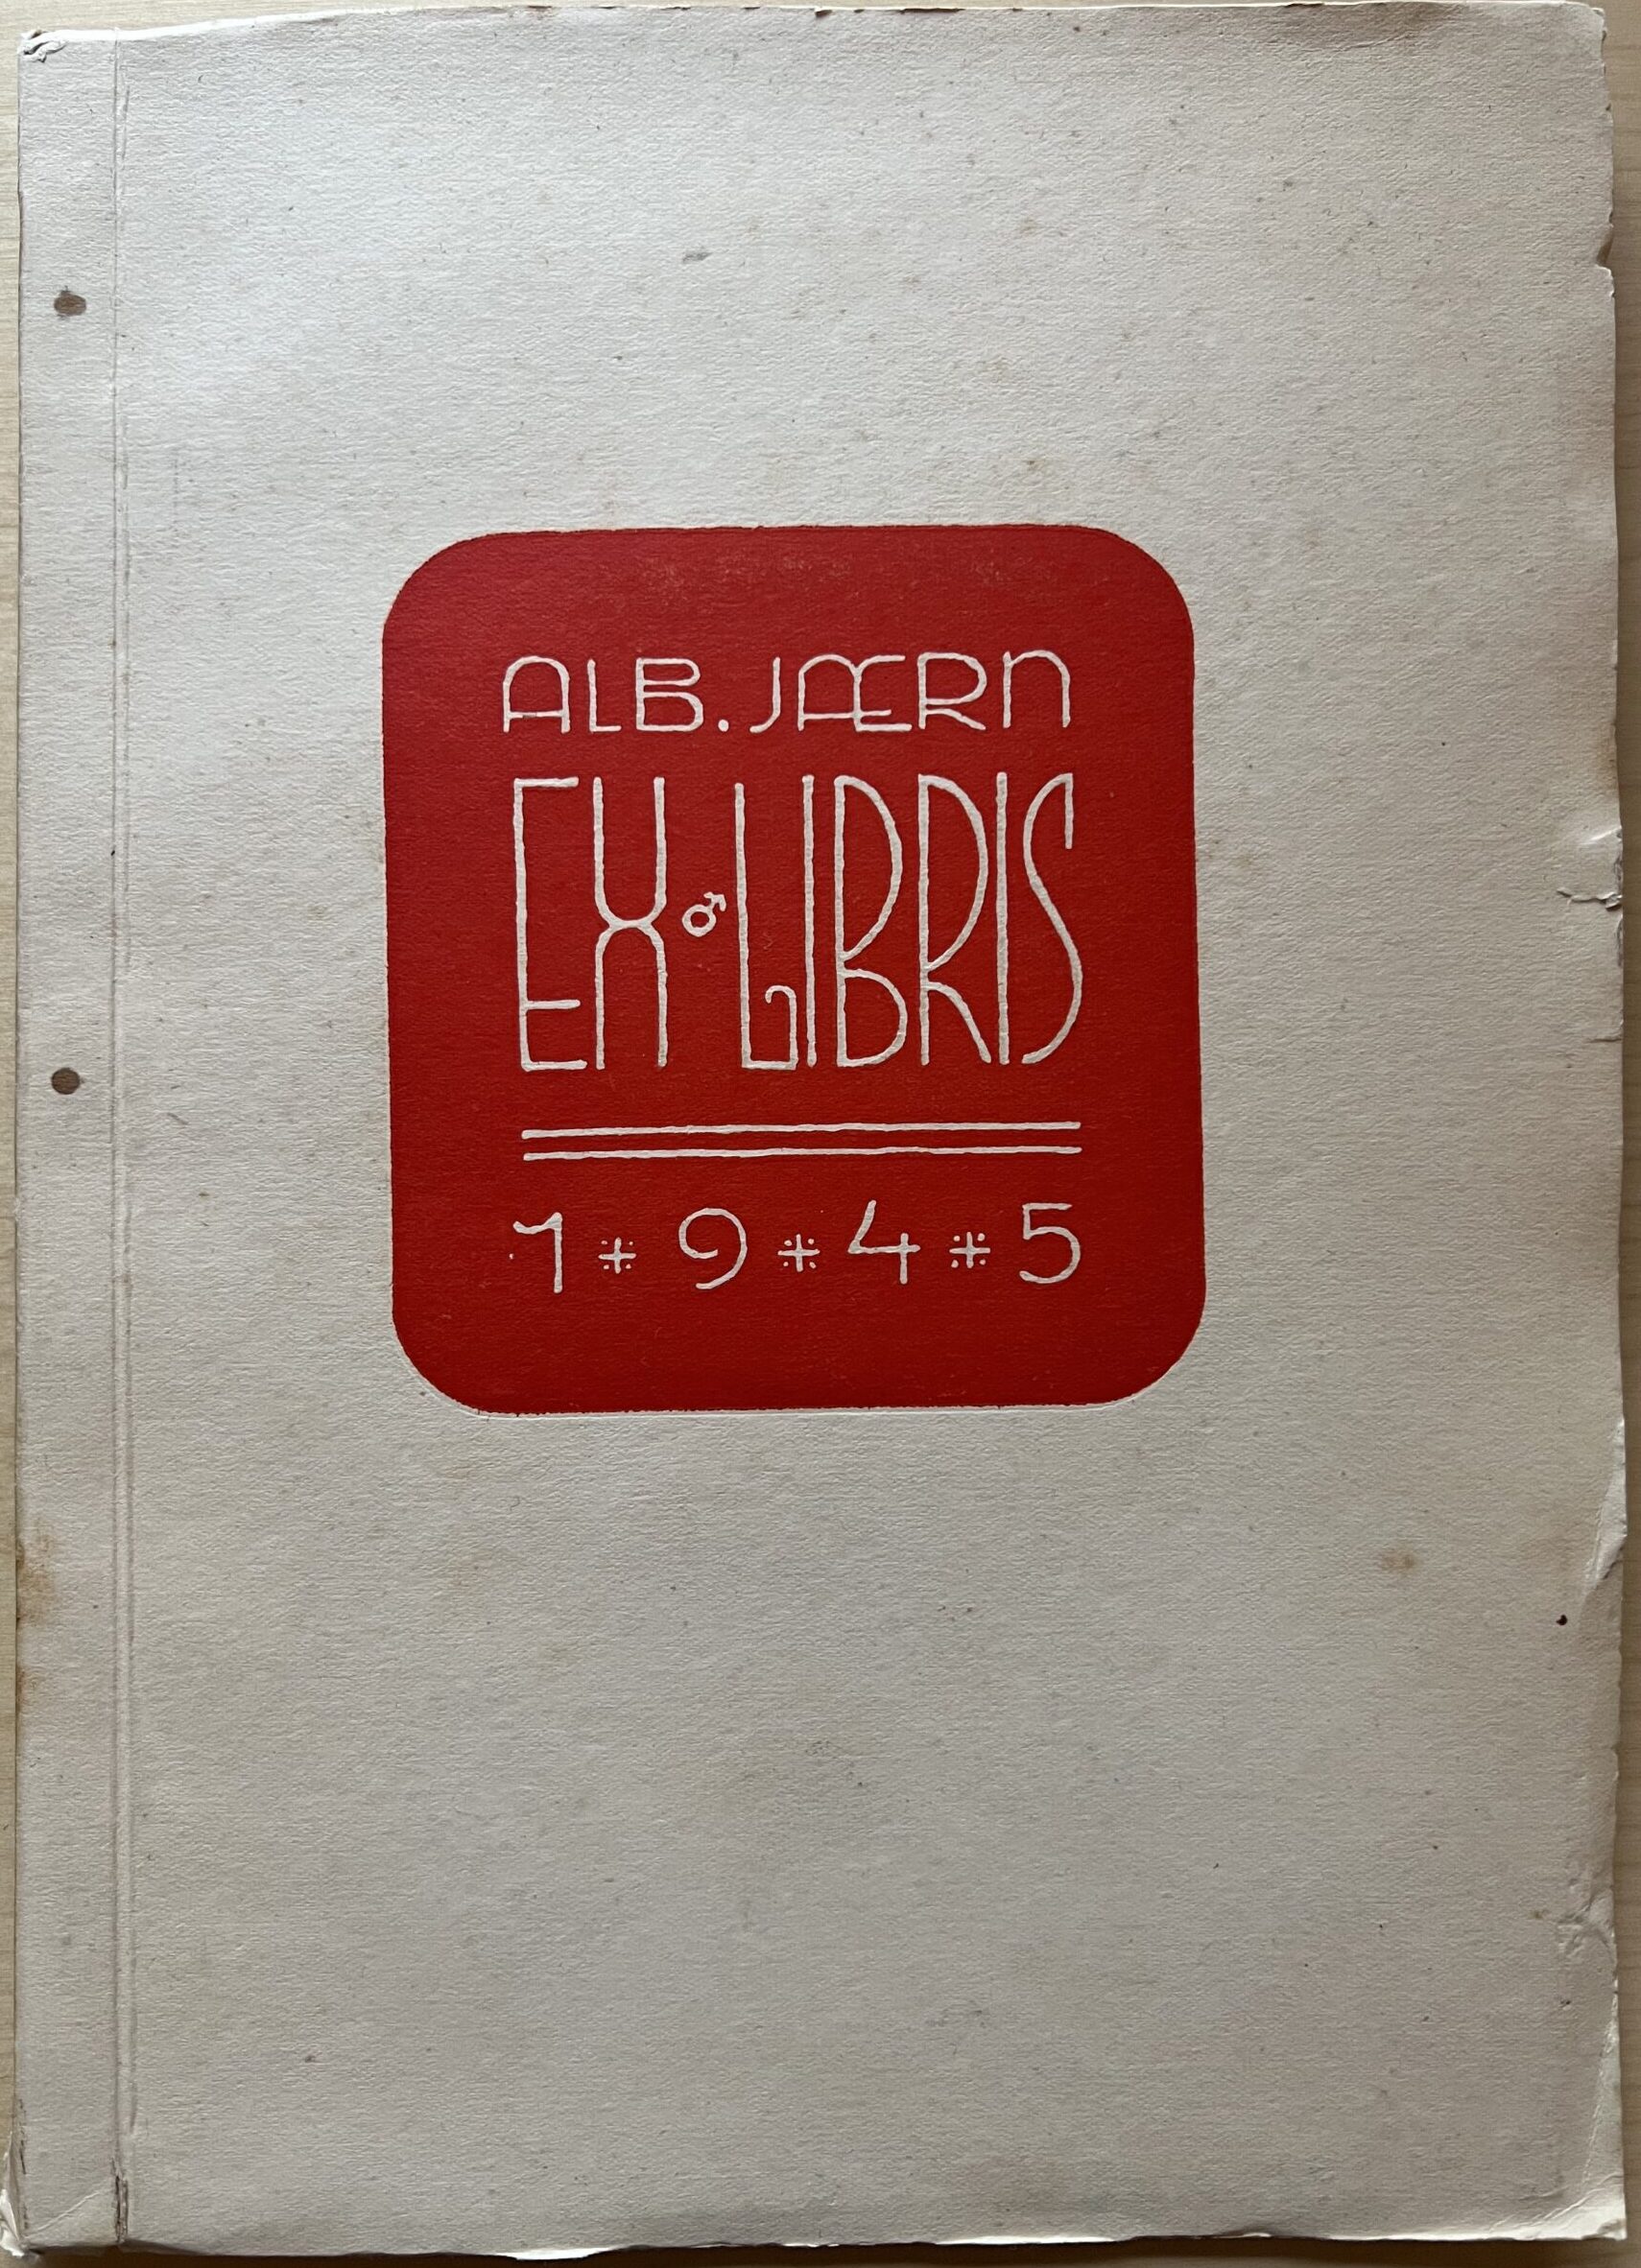 ALB. JÆRN
EX ♂ LIBRIS
1 * 9 * 4 * 5